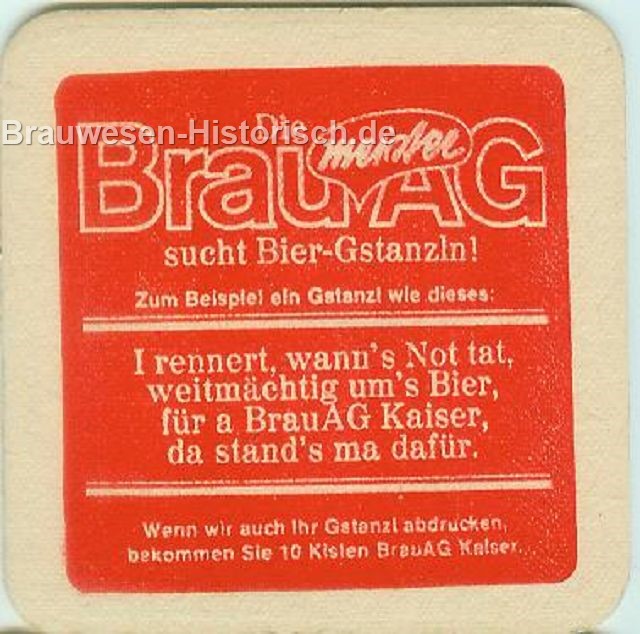 Die
Brau AG
sucht Bier-Gstanzln!
Zum Beispiel ein Gstanzl wie dieses:
I rennert, wann's Not tat,
weitmächtig um's Bier,
für a BrauAG Kaiser,
da stand's ma dafür.
Wenn wir auch Ihr Gstanzl abdrucken,
bekommen Sie 10 Kisten BrauAG Kaiser...
Brauwesen-Historisch.de